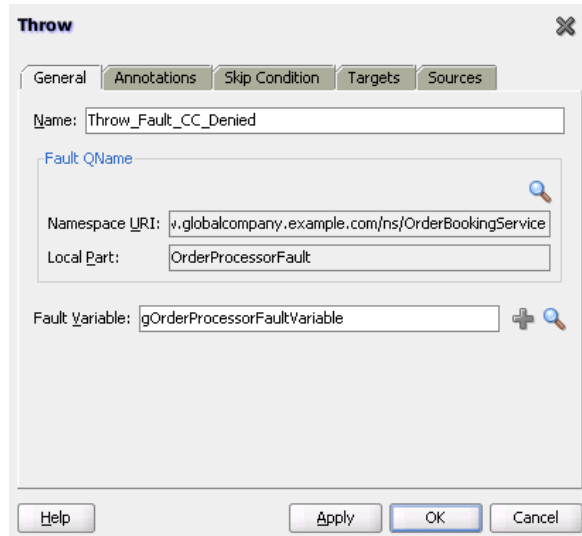 Throw
General Annotations Skip Condition Targets Sources
Name: Throw_Fault_CC_Denied
Fault QName
Namespace URI: v.globalcompany.example.com/ns/OrderBookingService
Local Part: OrderProcessorFault
Fault Variable: gOrderProcessorFaultVariable
Help Apply OK Cancel